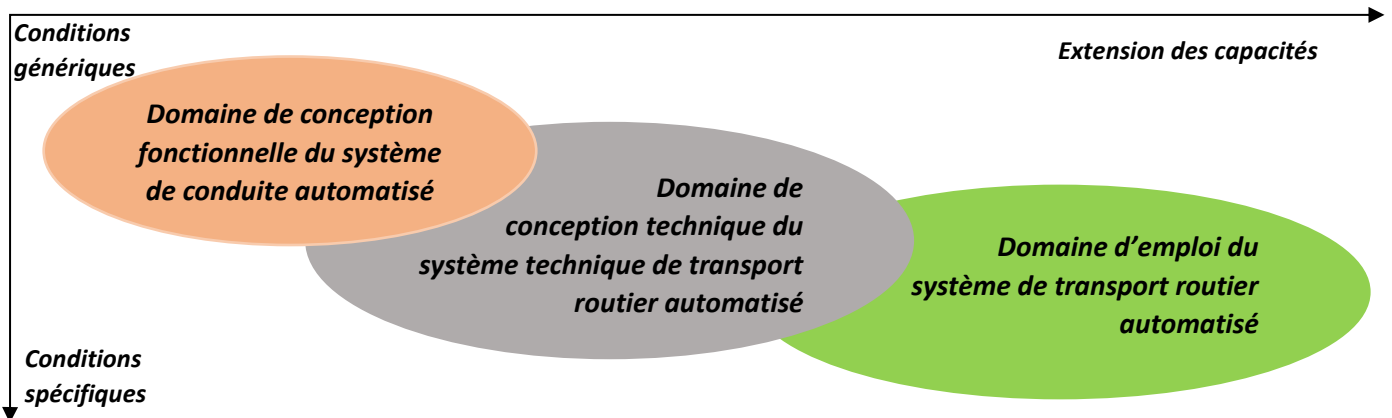 Conditions
génériques
Extension des capacités
Domaine de conception
fonctionnelle du système
de conduite automatisé
Domaine de
conception technique du
système technique de transport
routier automatisé
Domaine d’emploi du
système de transport routier
automatisé
Conditions
spécifiques